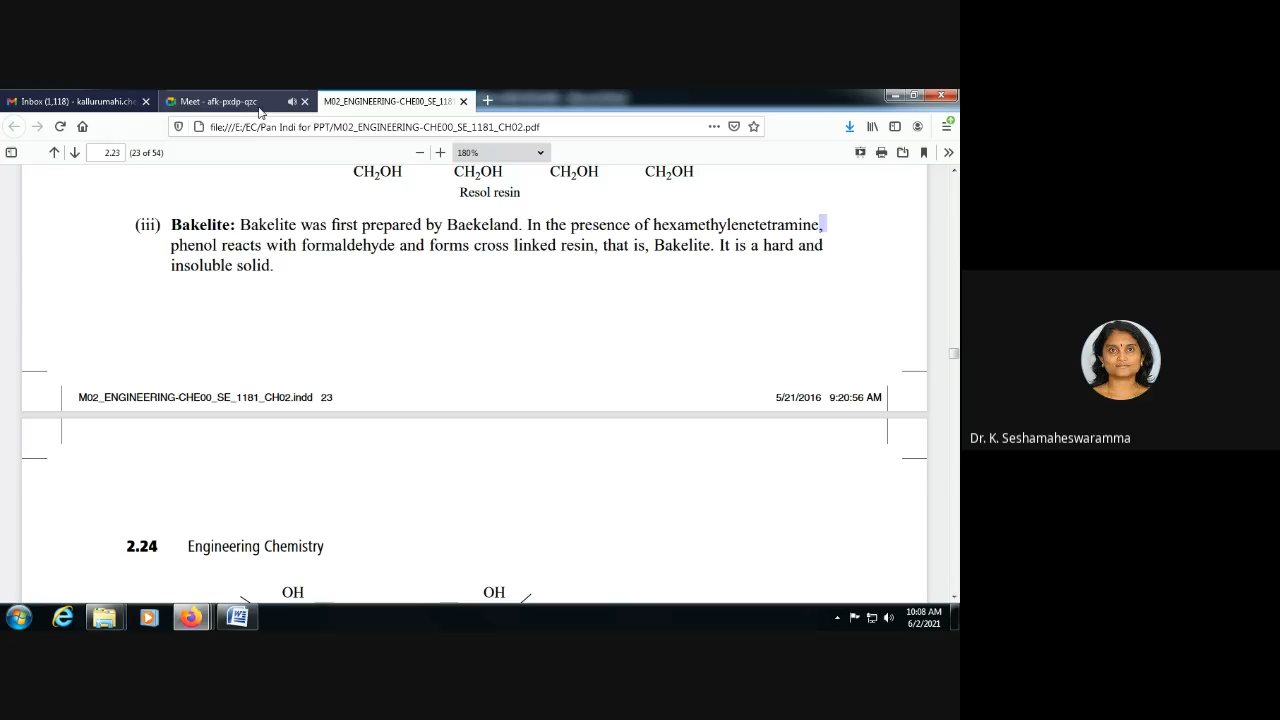 Inbox (1,118) - kallurumahi.che
Meet - afk-pxdp-qzc
M02_ENGINEERING-CHE00_SE_1181
file:///E:/EC/Pan Indi for PPT/M02_ENGINEERING-CHE00_SE_1181_CH02.pdf
2.23 (23 of 54) 180%
CH₂OH CH₂OH CH₂OH CH₂OH
Resol resin
(iii) Bakelite: Bakelite was first prepared by Baekeland. In the presence of hexamethylenetetramine,
phenol reacts with formaldehyde and forms cross linked resin, that is, Bakelite. It is a hard and
insoluble solid.
M02_ENGINEERING-CHE00_SE_1181_CH02.indd 23 5/21/2016 9:20:56 AM
Dr. K. Seshamaheswaramma
2.24 Engineering Chemistry
OH OH
10:08 AM
6/2/2021